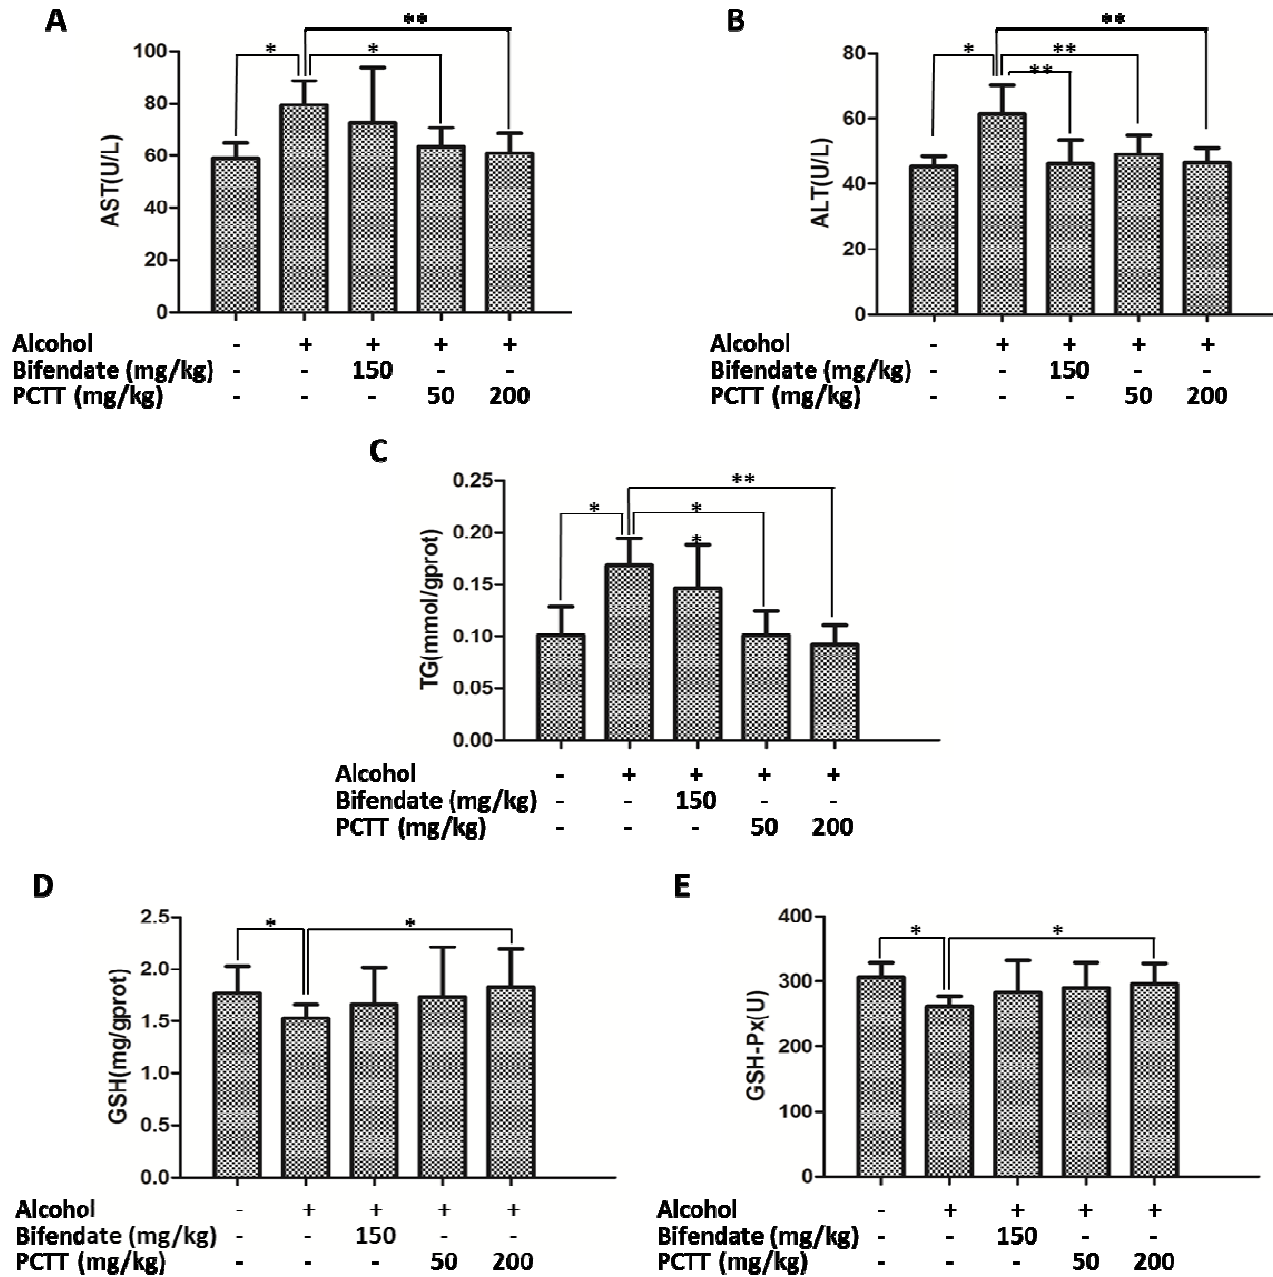 A
**
*
*
100
80
60
40
20
0
AST(U/L)
Alcohol - + + + +
Bifendate (mg/kg) - - 150 - -
PCTT (mg/kg) - - - 50 200
B
**
*
**
**
80
60
40
20
0
ALT(U/L)
Alcohol - + + + +
Bifendate (mg/kg) - - 150 - -
PCTT (mg/kg) - - - 50 200
C
**
*
*
*
0.25
0.20
0.15
0.10
0.05
0.00
TG(mmol/gprot)
Alcohol - + + + +
Bifendate (mg/kg) - - 150 - -
PCTT (mg/kg) - - - 50 200
D
*
*
2.5
2.0
1.5
1.0
0.5
0.0
GSH(mg/gprot)
Alcohol - + + + +
Bifendate (mg/kg) - - 150 - -
PCTT (mg/kg) - - - 50 200
E
*
*
400
300
200
100
0
GSH-Px(U)
Alcohol - + + + +
Bifendate (mg/kg) - - 150 - -
PCTT (mg/kg) - - - 50 200